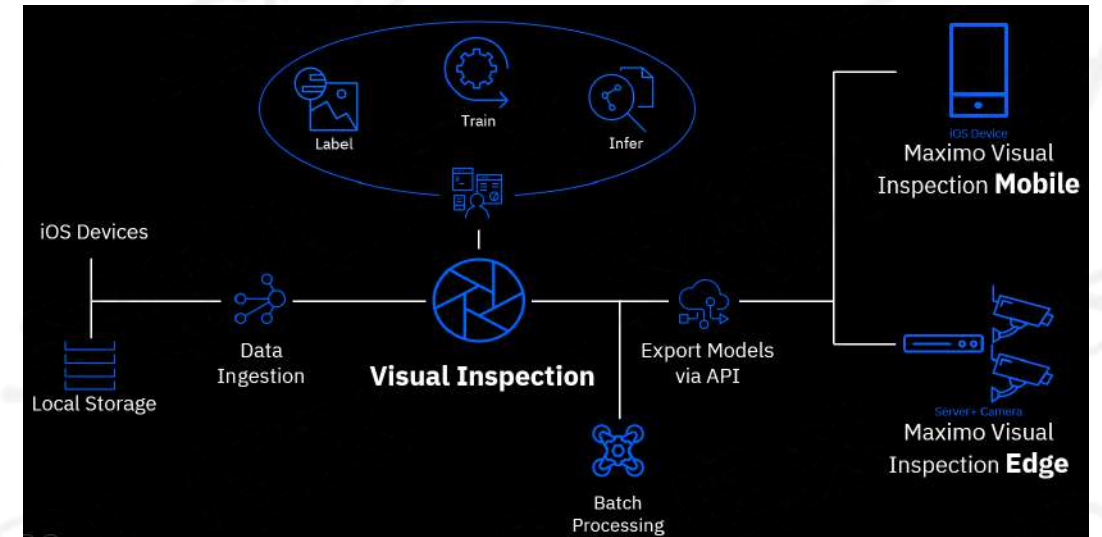 Label
Train
Infer
iOS Devices
Local Storage
Data
Ingestion
Visual Inspection
Export Models
via API
Batch
Processing
iOS Device
Maximo Visual
Inspection Mobile
Server+ Camera
Maximo Visual
Inspection Edge